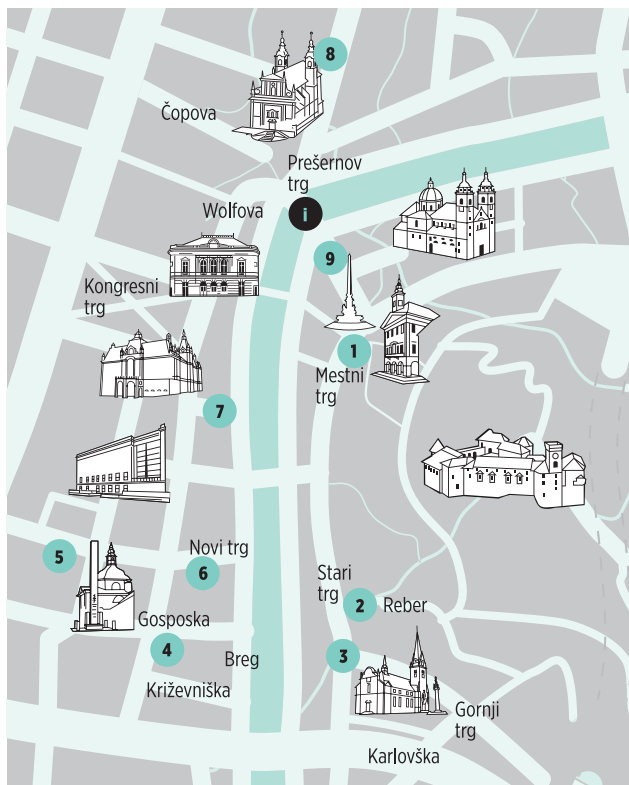 8
Čopova
Prešernov
trg
Wolfova
i
9
Kongresni
trg
1
Mestni
trg
7
5
Novi trg
6
Stari
trg
2
Reber
Gosposka
4
3
Breg
Križevniška
Gornji
trg
Karlovška